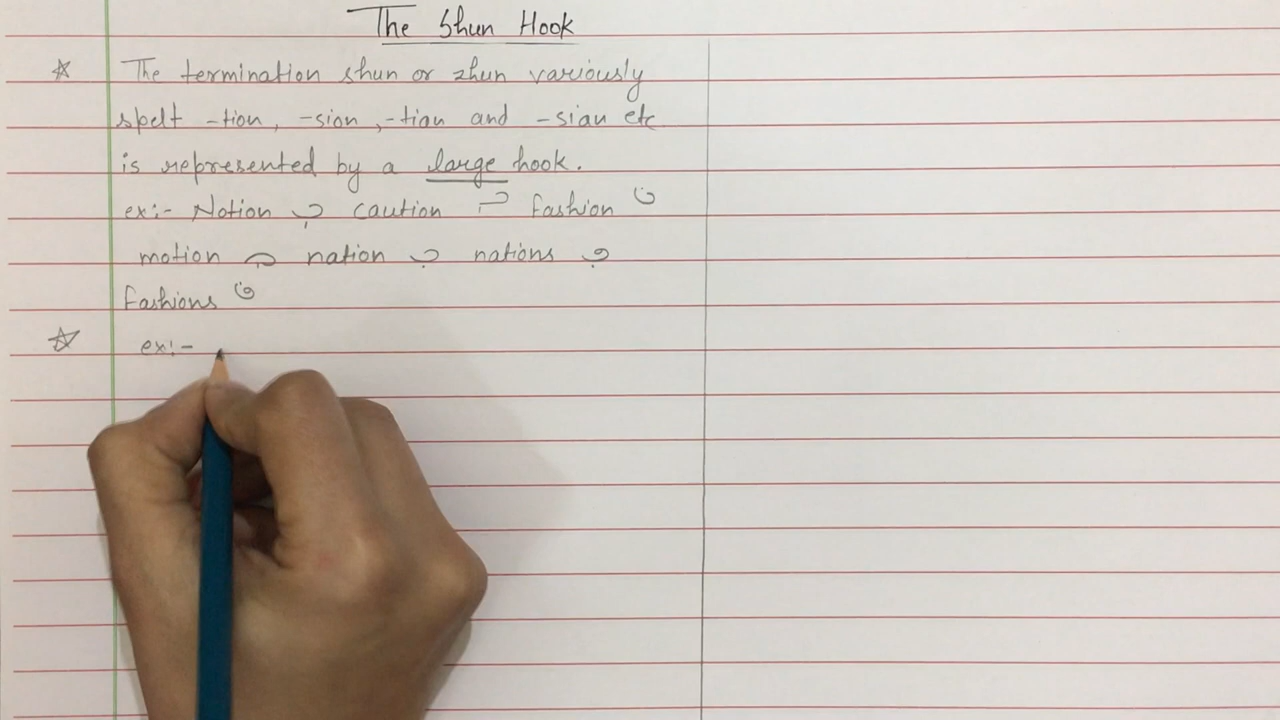 The Shun Hook
☆ The termination shun or zhun variously
spelt -tion, -sion, -tian and -sian etc
is represented by a large hook.
ex:- Notion caution fashion
motion nation nations
fashions
☆ ex:-